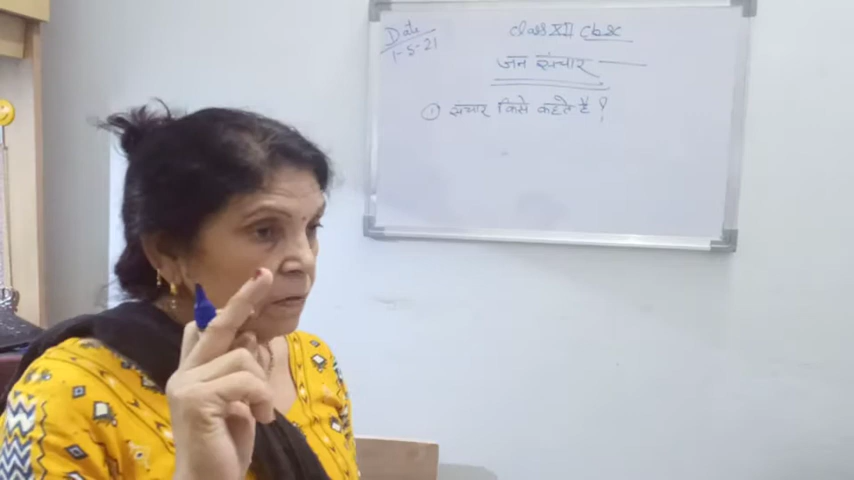 Date
1-5-21
Class XII Cbse
जन संचार
① संचार किसे कहते है ?